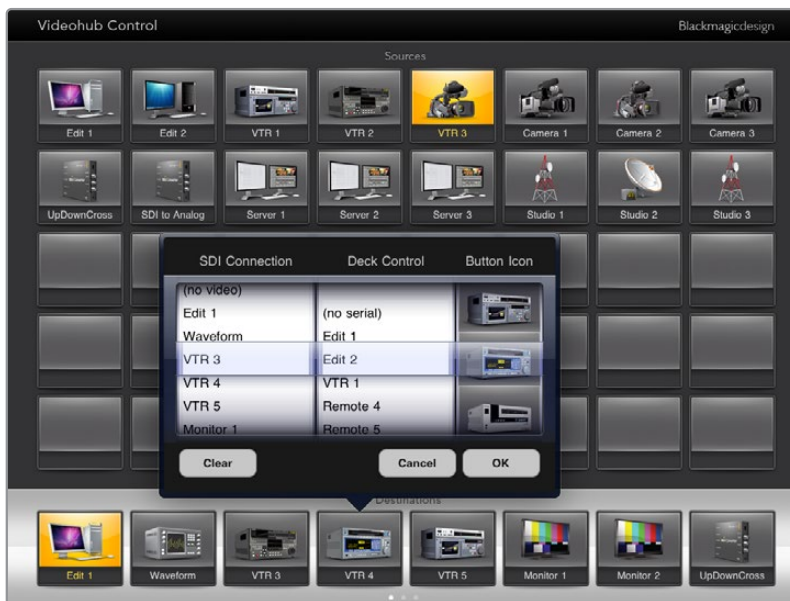 Videohub Control
Blackmagicdesign
Sources
Edit 1
Edit 2
VTR 1
VTR 2
VTR 3
Camera 1
Camera 2
Camera 3
UpDownCross
SDI to Analog
Server 1
Server 2
Server 3
Studio 1
Studio 2
Studio 3
SDI Connection
Deck Control
Button Icon
(no video)
Edit 1
(no serial)
Waveform
Edit 1
VTR 3
Edit 2
VTR 4
VTR 1
VTR 5
Remote 4
Monitor 1
Remote 5
Clear
Cancel
OK
Destinations
Edit 1
Waveform
VTR 3
VTR 4
VTR 5
Monitor 1
Monitor 2
UpDownCross